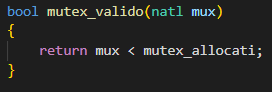 bool mutex_valido(natl mux)
{
    return mux < mutex_allocati;
}